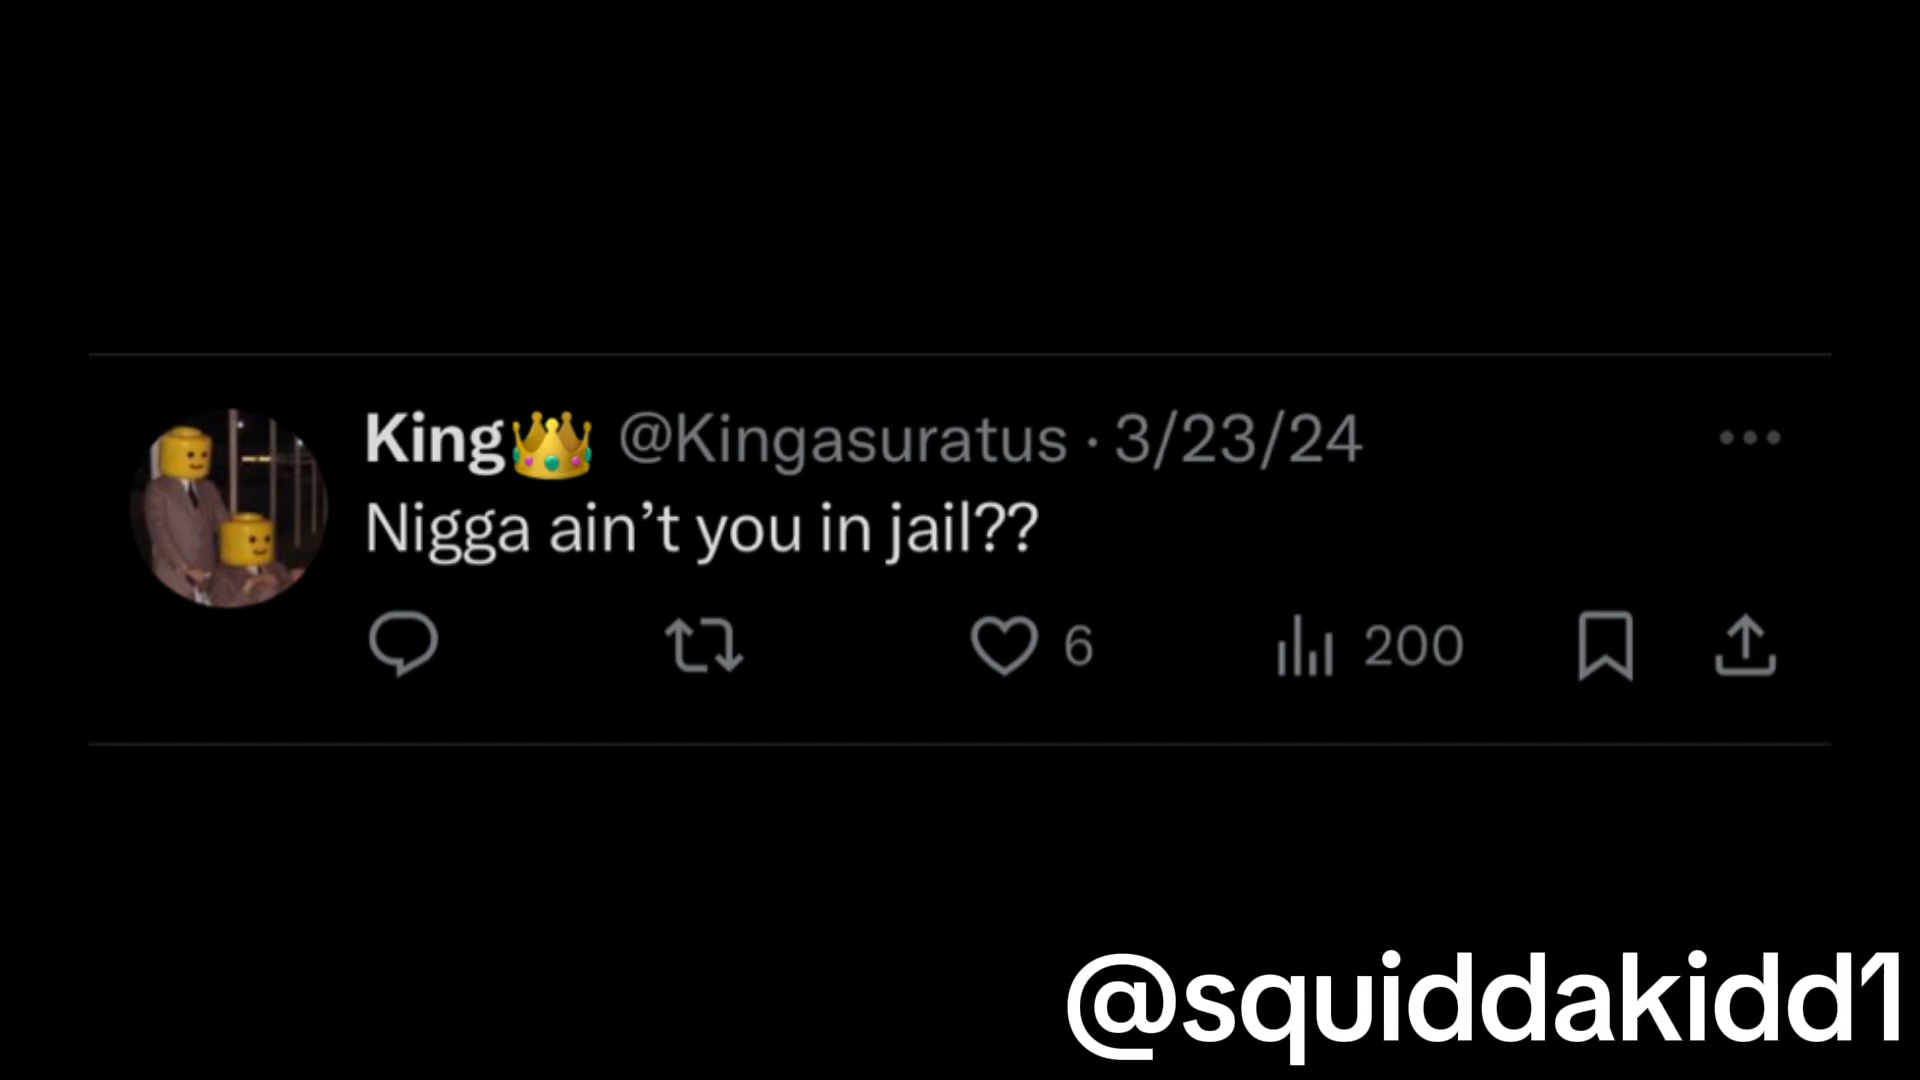 King👑 @Kingasuratus · 3/23/24
Nigga ain’t you in jail??
6 200
@squiddakidd1